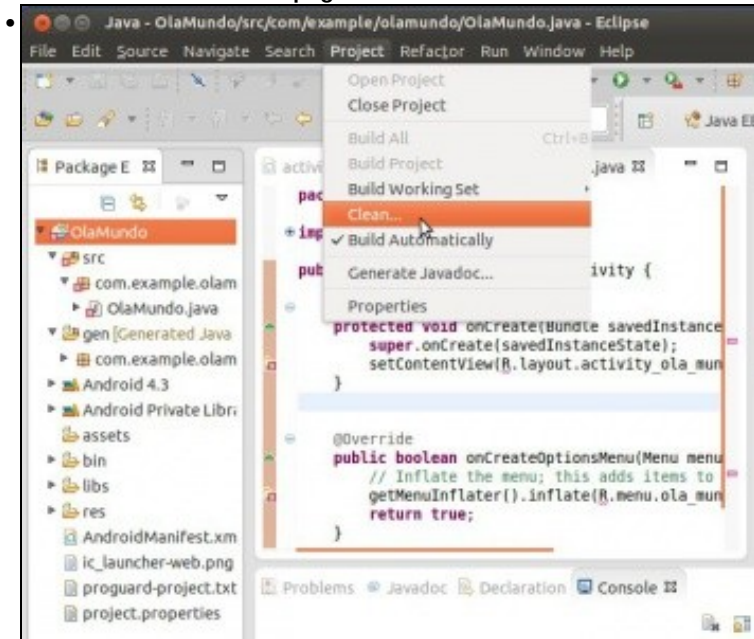 Java - OlaMundo/src/com/example/olamundo/OlaMundo.java - Eclipse
File Edit Source Navigate Search Project Refactor Run Window Help
Open Project
Close Project
Java E
Build All Ctrl+B
Build Project
Build Working Set
Clean...
Build Automatically
Generate Javadoc...
Properties
Package E
OlaMundo
src
com.example.olam
OlaMundo.java
gen [Generated Java
com.example.olam
Android 4.3
Android Private Libr
assets
bin
libs
res
AndroidManifest.xm
ic_launcher-web.png
proguard-project.txt
project.properties
activi
.java
pac
imp
pub
ivity {
protected void onCreate(Bundle savedInstance
super.onCreate(savedInstanceState);
setContentView(R.layout.activity_ola_mun
}
@Override
public boolean onCreateOptionsMenu(Menu menu
// Inflate the menu; this adds items to
getMenuInflater().inflate(R.menu.ola_mun
return true;
}
Problems Javadoc Declaration Console